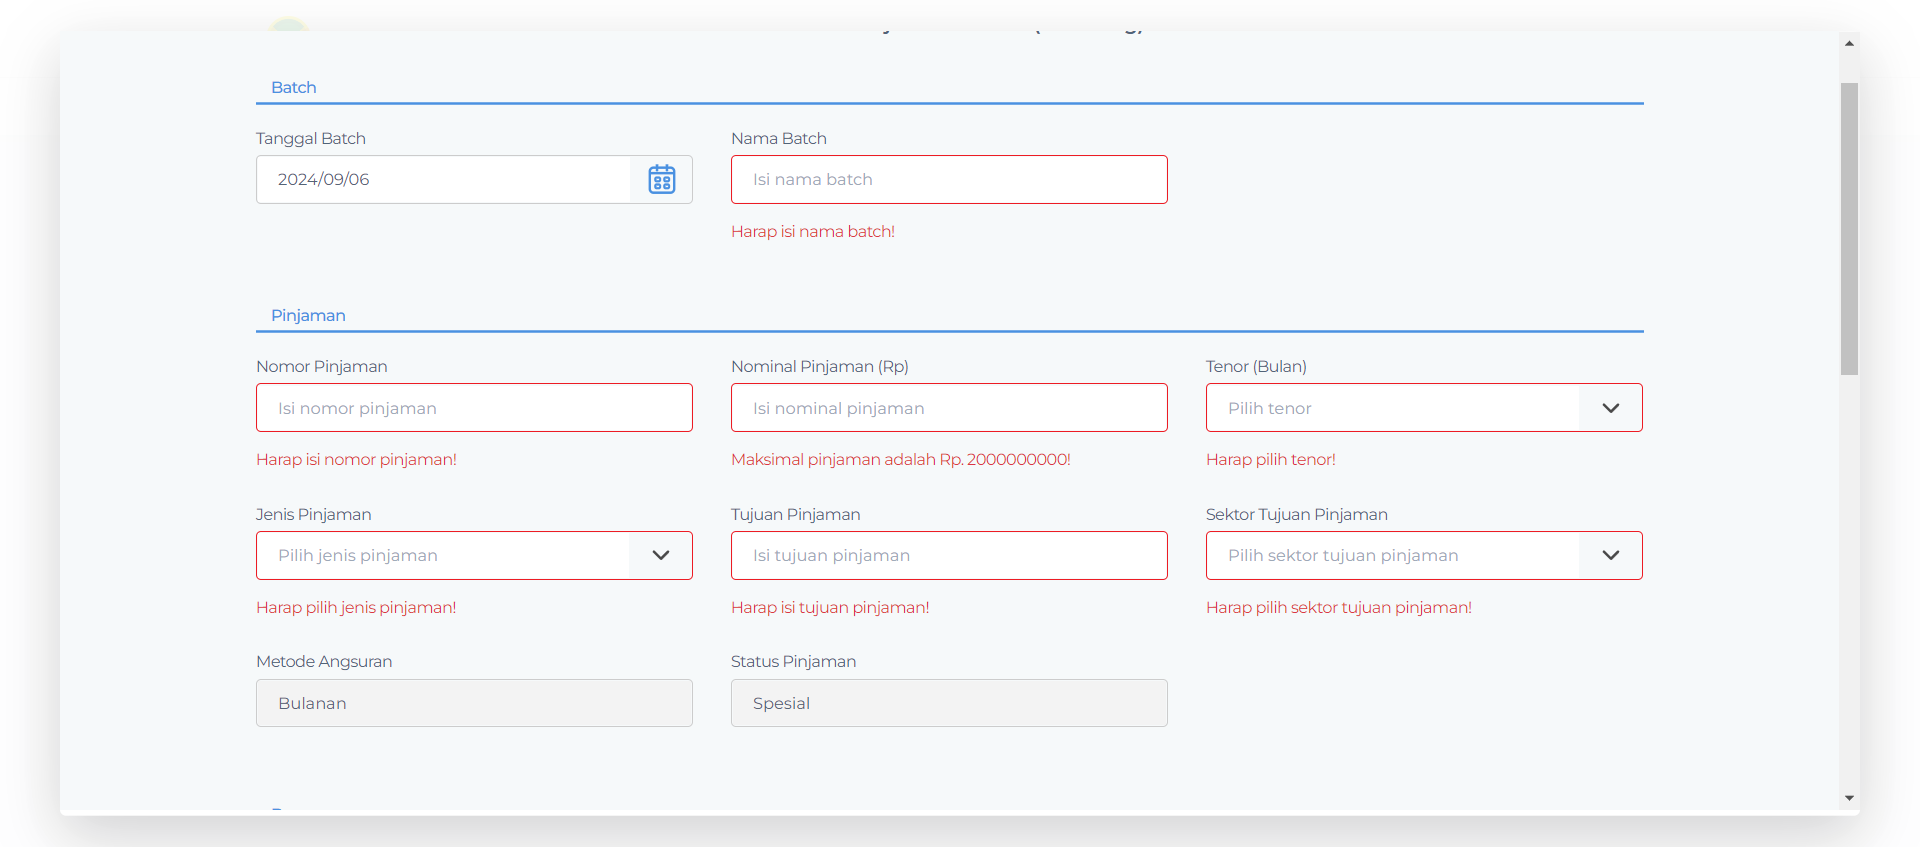 Batch
Tanggal Batch
Nama Batch
2024/09/06
Isi nama batch
Harap isi nama batch!
Pinjaman
Nomor Pinjaman
Nominal Pinjaman (Rp)
Tenor (Bulan)
Isi nomor pinjaman
Isi nominal pinjaman
Pilih tenor
Harap isi nomor pinjaman!
Maksimal pinjaman adalah Rp. 2000000000!
Harap pilih tenor!
Jenis Pinjaman
Tujuan Pinjaman
Sektor Tujuan Pinjaman
Pilih jenis pinjaman
Isi tujuan pinjaman
Pilih sektor tujuan pinjaman
Harap pilih jenis pinjaman!
Harap isi tujuan pinjaman!
Harap pilih sektor tujuan pinjaman!
Metode Angsuran
Status Pinjaman
Bulanan
Spesial